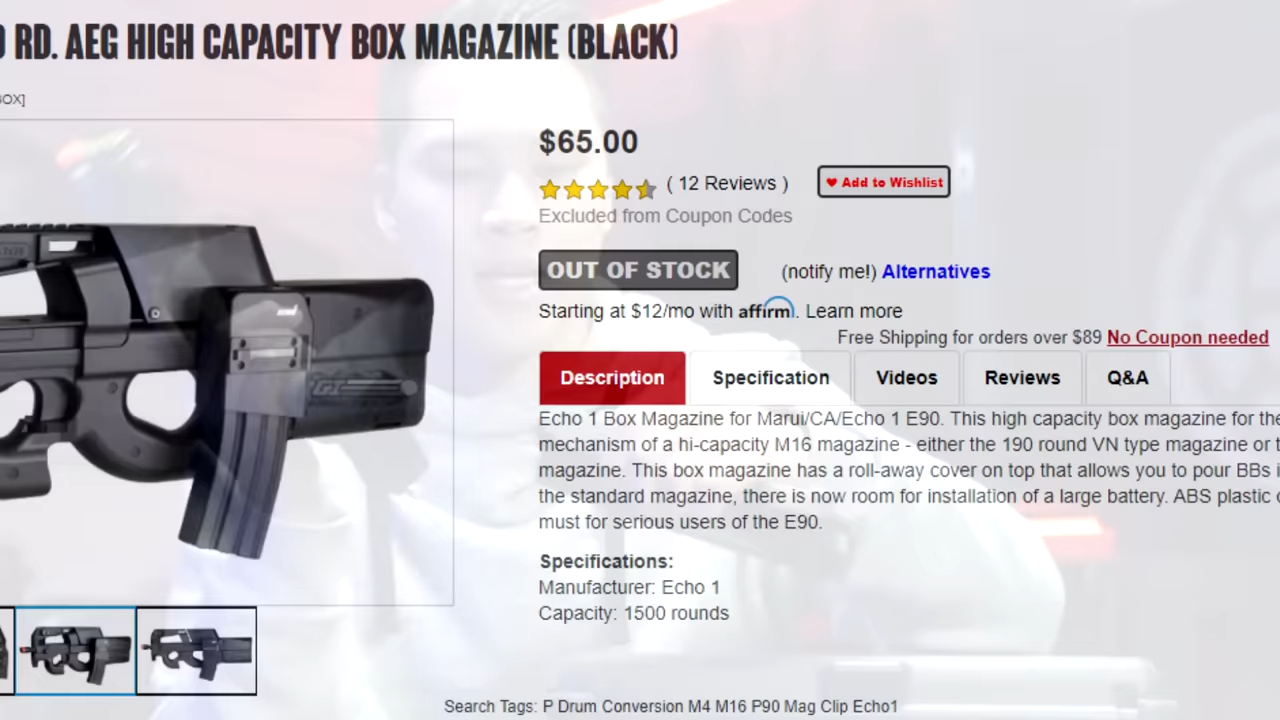 RD. AEG HIGH CAPACITY BOX MAGAZINE (BLACK)
BOX]
$65.00
( 12 Reviews )
♥ Add to Wishlist
Excluded from Coupon Codes
OUT OF STOCK
(notify me!) Alternatives
Starting at $12/mo with affirm. Learn more
Free Shipping for orders over $89 No Coupon needed
Description
Specification
Videos
Reviews
Q&A
Echo 1 Box Magazine for Marui/CA/Echo 1 E90. This high capacity box magazine for the
mechanism of a hi-capacity M16 magazine - either the 190 round VN type magazine or
magazine. This box magazine has a roll-away cover on top that allows you to pour BBs
the standard magazine, there is now room for installation of a large battery. ABS plastic
must for serious users of the E90.
Specifications:
Manufacturer: Echo 1
Capacity: 1500 rounds
Search Tags: P Drum Conversion M4 M16 P90 Mag Clip Echo1